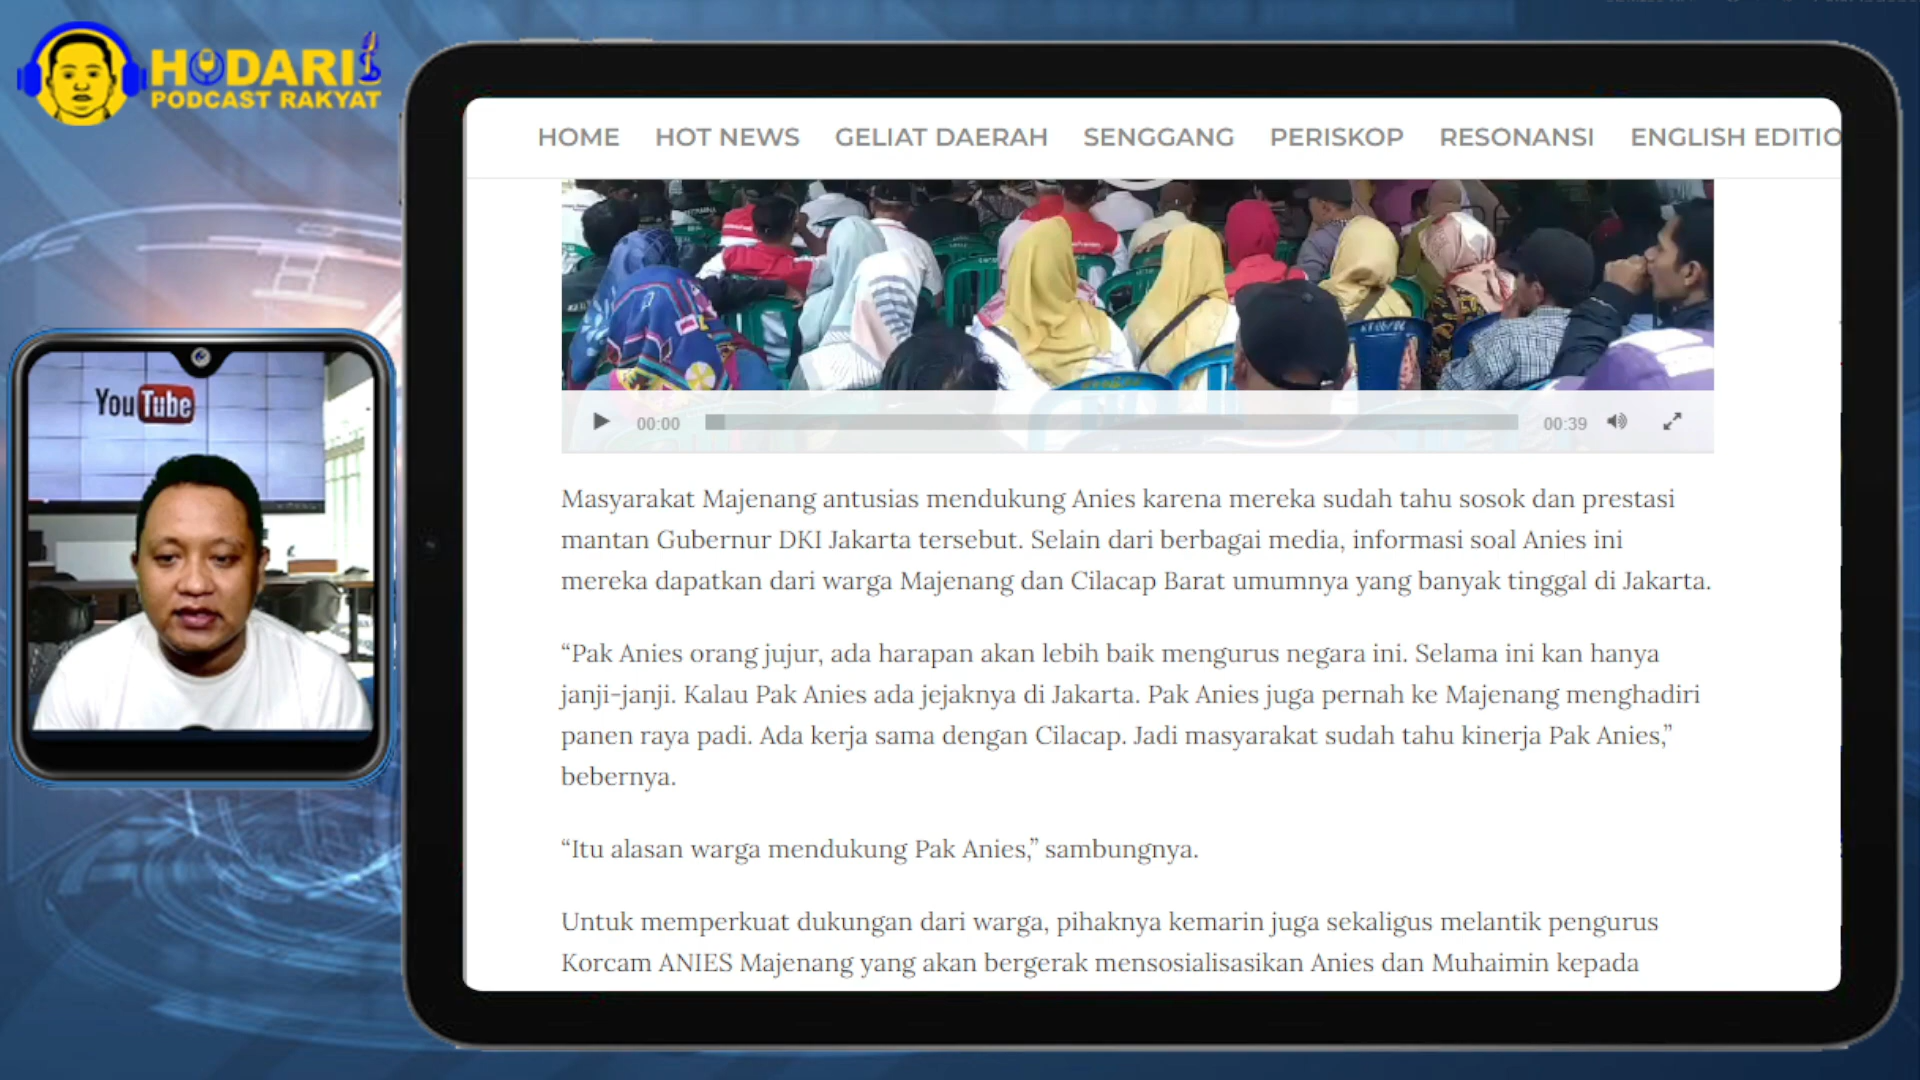 HODARI
PODCAST RAKYAT
YouTube
HOME HOT NEWS GELIAT DAERAH SENGGANG PERISKOP RESONANSI ENGLISH EDITIO
00:00 00:39
Masyarakat Majenang antusias mendukung Anies karena mereka sudah tahu sosok dan prestasi
mantan Gubernur DKI Jakarta tersebut. Selain dari berbagai media, informasi soal Anies ini
mereka dapatkan dari warga Majenang dan Cilacap Barat umumnya yang banyak tinggal di Jakarta.
“Pak Anies orang jujur, ada harapan akan lebih baik mengurus negara ini. Selama ini kan hanya
janji-janji. Kalau Pak Anies ada jejaknya di Jakarta. Pak Anies juga pernah ke Majenang menghadiri
panen raya padi. Ada kerja sama dengan Cilacap. Jadi masyarakat sudah tahu kinerja Pak Anies,”
bebernya.
“Itu alasan warga mendukung Pak Anies,” sambungnya.
Untuk memperkuat dukungan dari warga, pihaknya kemarin juga sekaligus melantik pengurus
Korcam ANIES Majenang yang akan bergerak mensosialisasikan Anies dan Muhaimin kepada